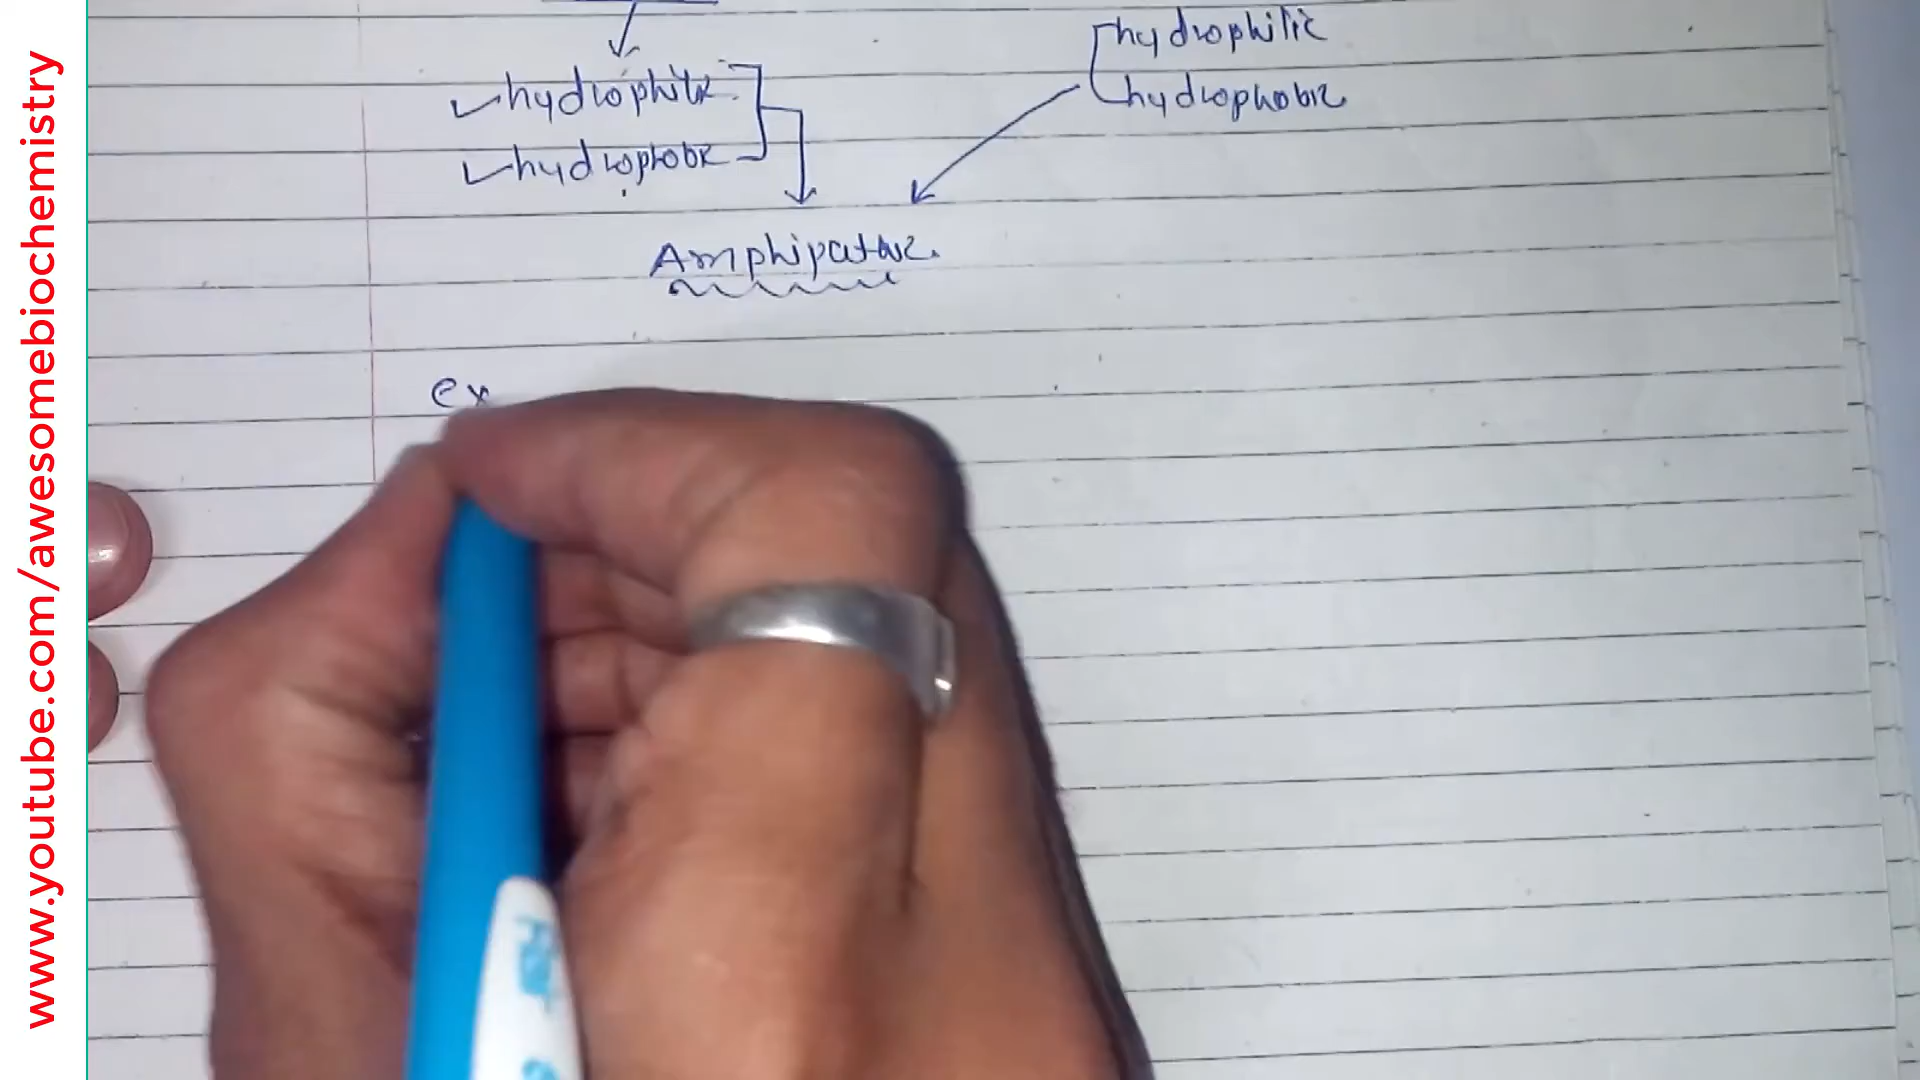 www.youtube.com/awesomebiochemistry
hydrophilic
hydrophobic
hydrophilic
hydrophobic
Amphipathic.
ex